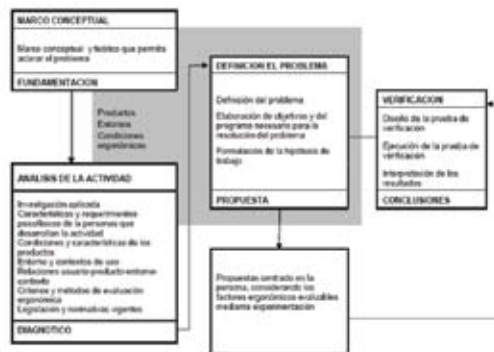 MARCO CONCEPTUAL
Marco conceptual y teórico que permita
aclarar el problema
FUNDAMENTACION
Productos
Entornos
Condiciones
ergonómicas
ANALISIS DE LA ACTIVIDAD
Investigación aplicada
Características y requerimientos
psicofísicos de la personas que
desarrollan la actividad
Condiciones y características de los
productos
Entorno y contextos de uso
Relaciones usuario-producto-entorno-
contexto
Criterios y métodos de evaluación
ergonómica
Legislación y normativas vigentes
DIAGNOSTICO
DEFINICION EL PROBLEMA
Definición del problema
Elaboración de objetivos y del
programa necesario para la
resolución del problema
Formulación de la hipótesis de
trabajo
PROPUESTA
Propuestas centrado en la
persona, considerando los
factores ergonómicos evaluables
mediante experimentación
VERIFICACION
Diseño de la prueba de
verificación
Ejecución de la prueba de
verificación
Interpretación de los
resultados
CONCLUSIONES